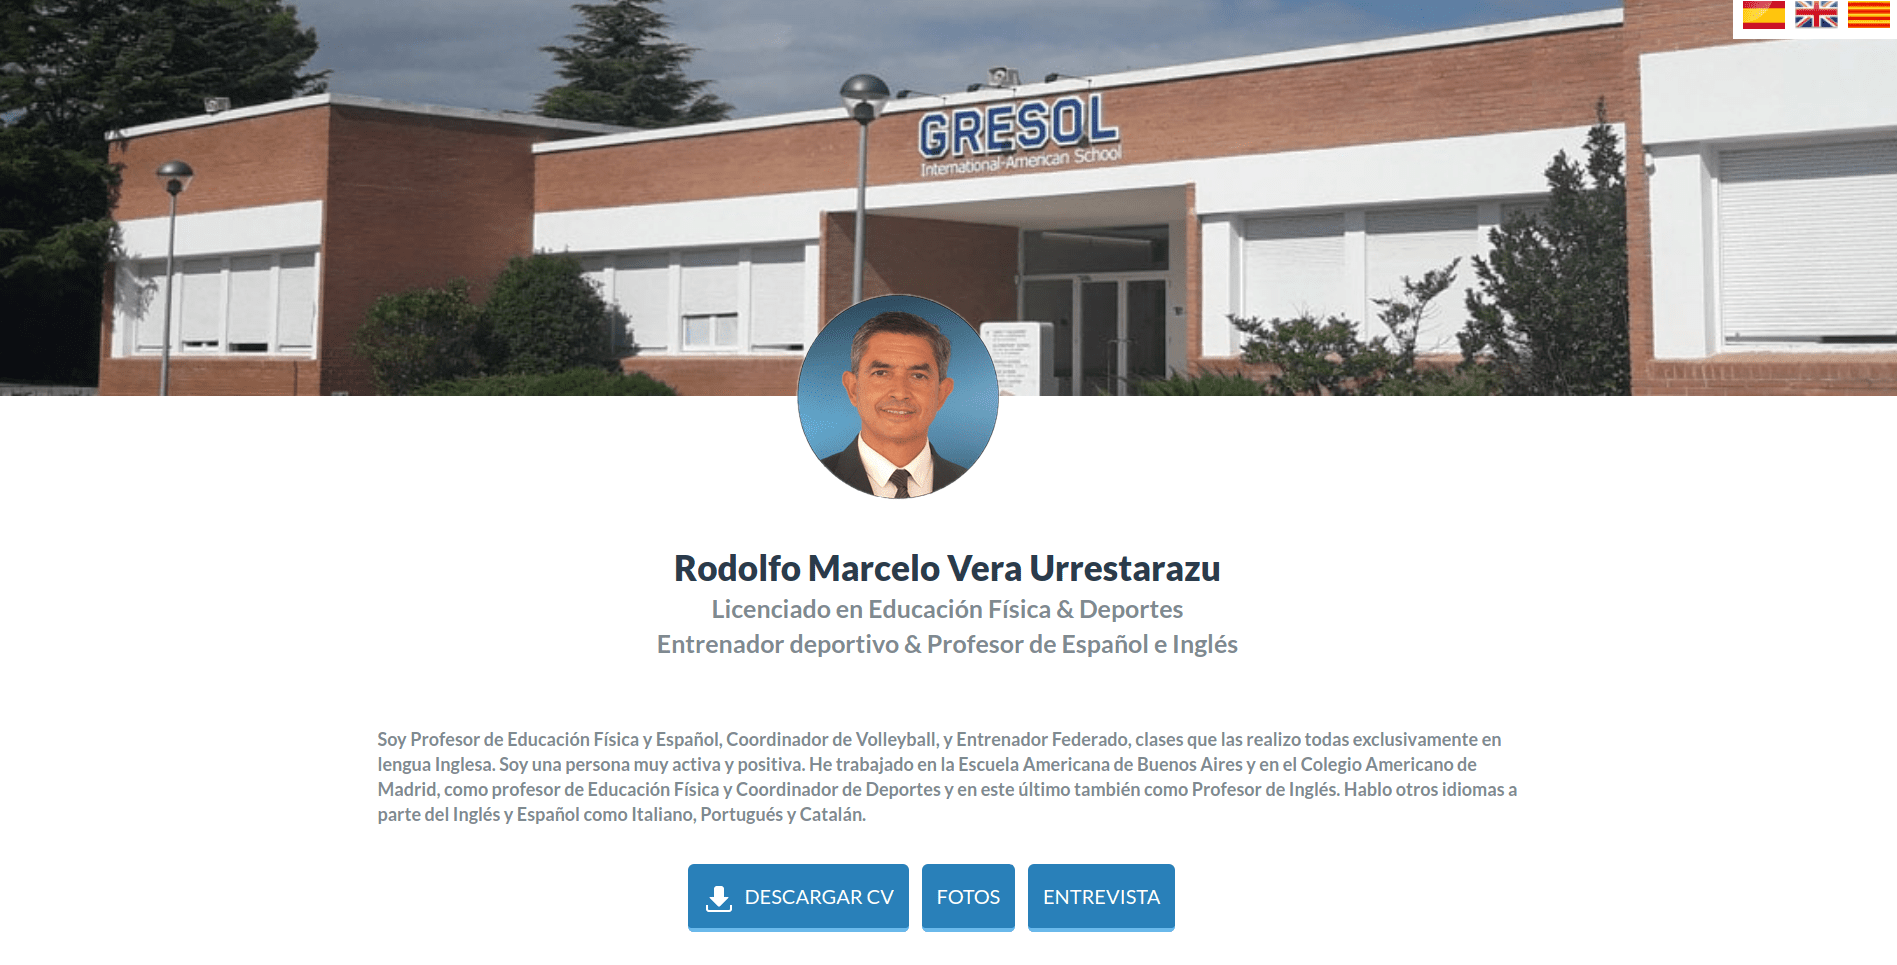 GRESOL
International-American School
Rodolfo Marcelo Vera Urrestarazu
Licenciado en Educación Física & Deportes
Entrenador deportivo & Profesor de Español e Inglés
Soy Profesor de Educación Física y Español, Coordinador de Volleyball, y Entrenador Federado, clases que las realizo todas exclusivamente en
lengua Inglesa. Soy una persona muy activa y positiva. He trabajado en la Escuela Americana de Buenos Aires y en el Colegio Americano de
Madrid, como profesor de Educación Física y Coordinador de Deportes y en este último también como Profesor de Inglés. Hablo otros idiomas a
parte del Inglés y Español como Italiano, Portugués y Catalán.
DESCARGAR CV
FOTOS
ENTREVISTA